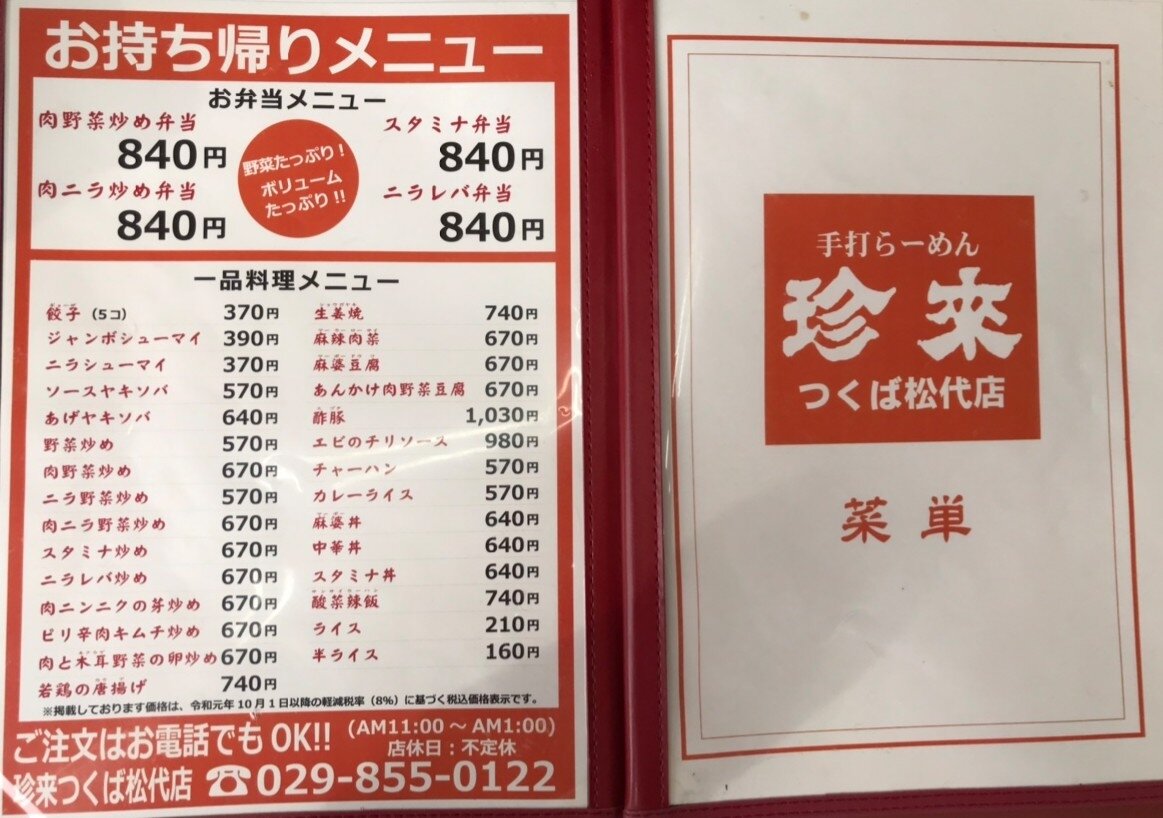 お持ち帰りメニュー
お弁当メニュー
肉野菜炒め弁当
840円
スタミナ弁当
840円
肉ニラ炒め弁当
840円
ニラレバ弁当
840円
野菜たっぷり!
ボリューム
たっぷり!!
一品料理メニュー
餃子(5コ) 370円
ジャンボシューマイ 390円
ニラシューマイ 370円
ソースヤキソバ 570円
あげヤキソバ 640円
野菜炒め 570円
肉野菜炒め 670円
ニラ野菜炒め 570円
肉ニラ野菜炒め 670円
スタミナ炒め 670円
ニラレバ炒め 670円
肉ニンニクの芽炒め 670円
ピリ辛肉キムチ炒め 670円
肉と木耳野菜の卵炒め 670円
若鶏の唐揚げ 740円
生姜焼 740円
麻辣肉菜 670円
麻婆豆腐 670円
あんかけ肉野菜豆腐 670円
酢豚 1,030円
エビのチリソース 980円
チャーハン 570円
カレーライス 570円
麻婆丼 640円
中華丼 640円
スタミナ丼 640円
酸菜辣飯 740円
ライス 210円
半ライス 160円
※掲載しております価格は、令和元年10月1日以降の軽減税率(8%)に基づく税込価格表示です。
ご注文はお電話でもOK!! (AM11:00~AM1:00)
店休日:不定休
珍来つくば松代店 ☎029-855-0122
手打らーめん
珍來
つくば松代店
菜単